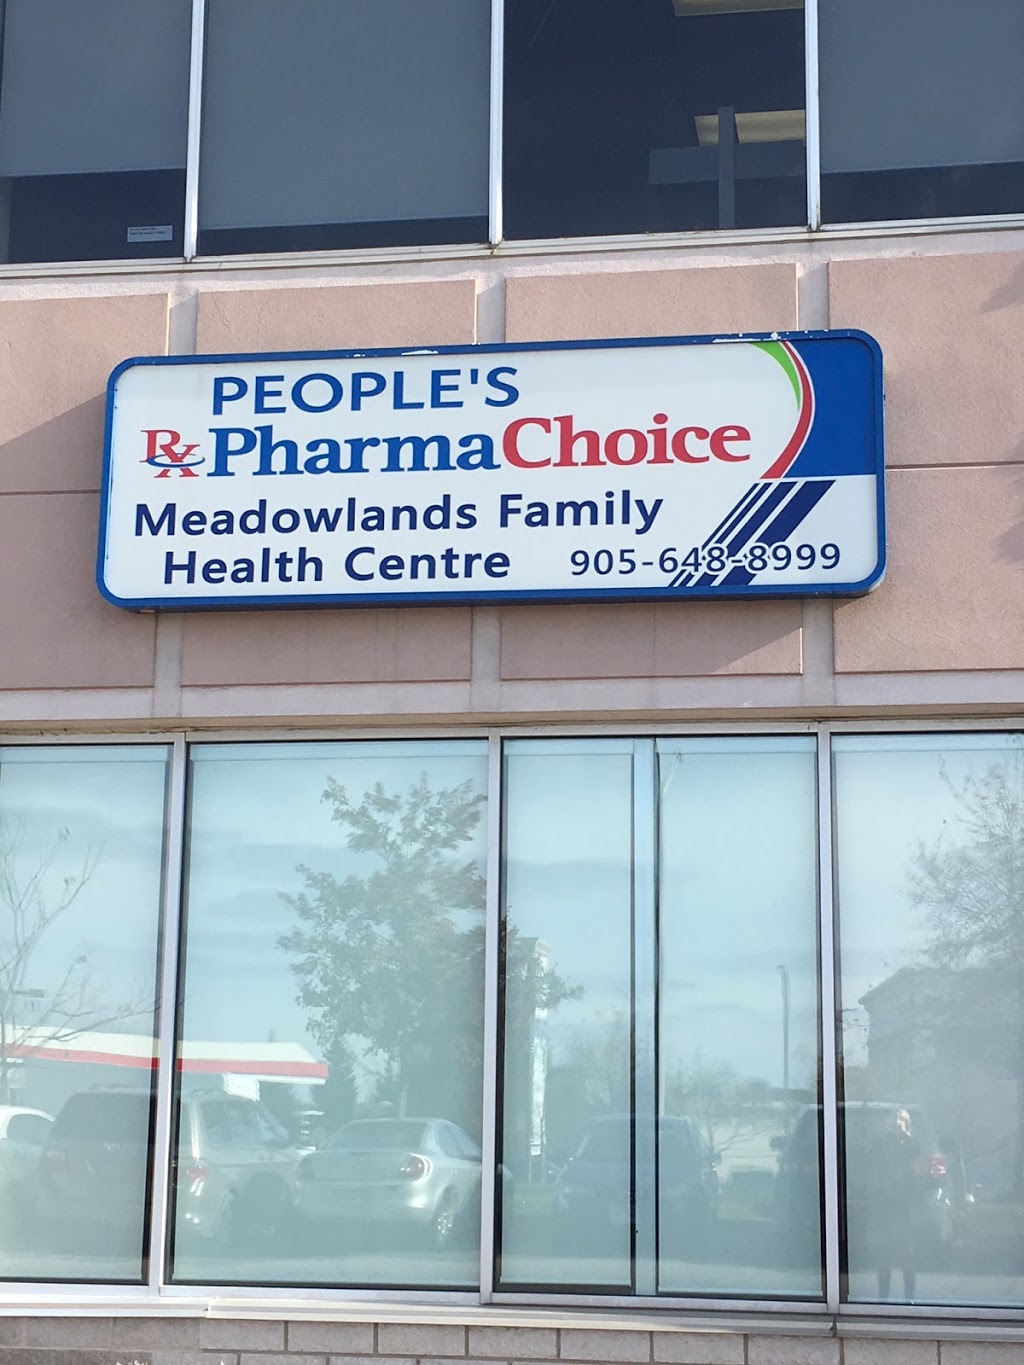 PEOPLE'S
Rx PharmaChoice
Meadowlands Family
Health Centre 905-648-8999